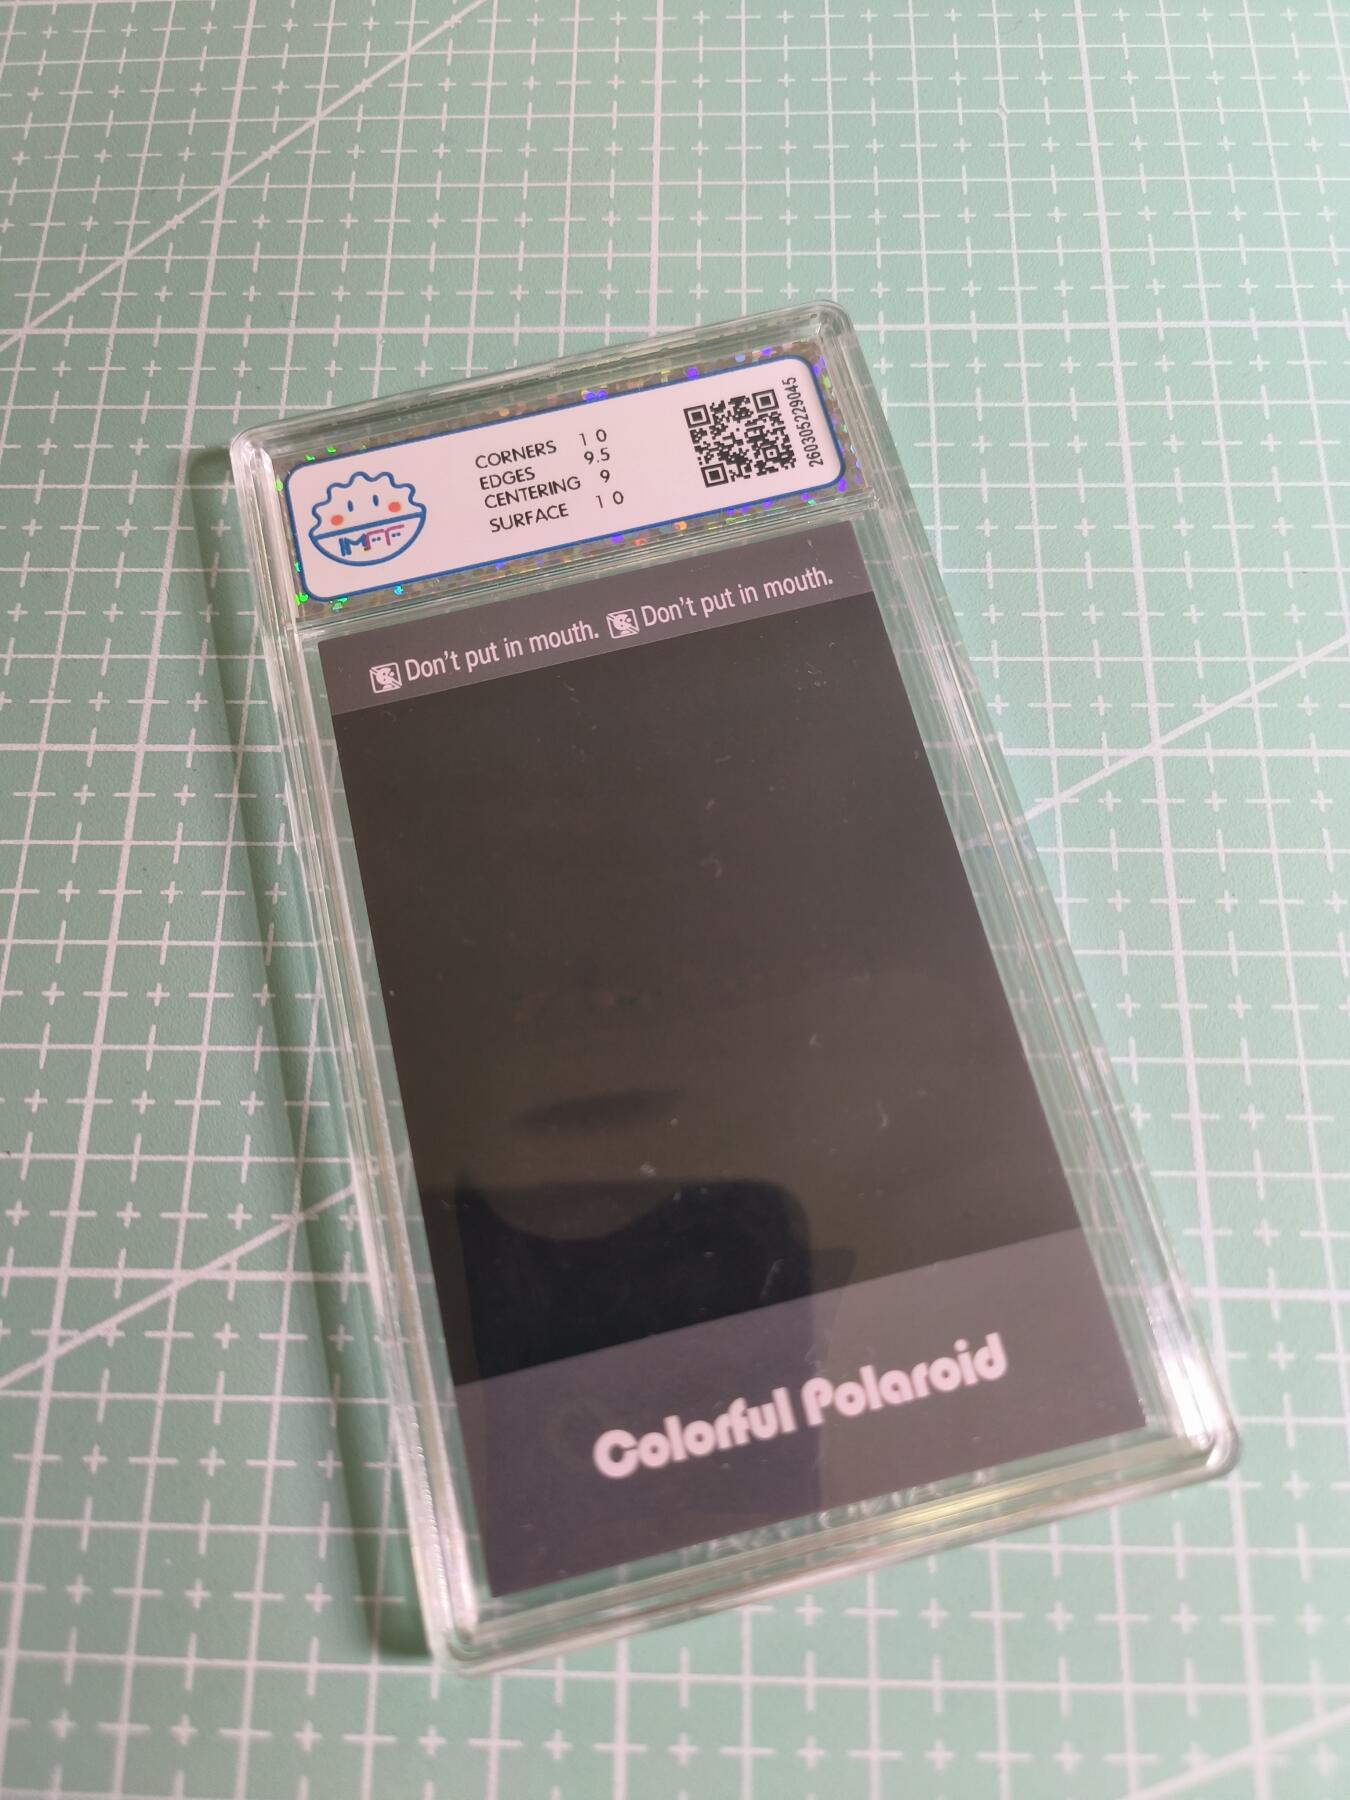 CORNERS 10
EDGES 9.5
CENTERING 9
SURFACE 10
260305229045
IMFF
Don't put in mouth. Don't put in mouth.
Colorful Polaroid